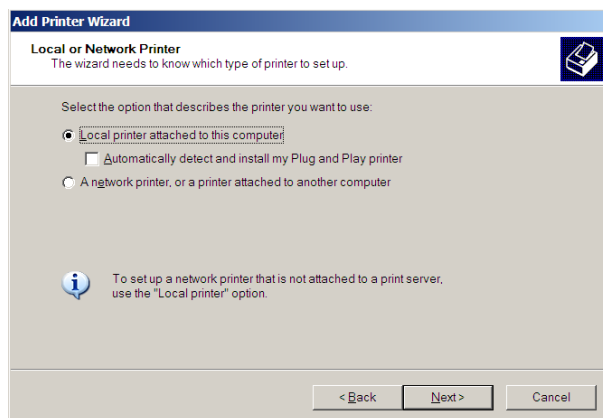 Add Printer Wizard
Local or Network Printer
The wizard needs to know which type of printer to set up.
Select the option that describes the printer you want to use:
Local printer attached to this computer
Automatically detect and install my Plug and Play printer
A network printer, or a printer attached to another computer
To set up a network printer that is not attached to a print server,
use the "Local printer" option.
< Back Next > Cancel